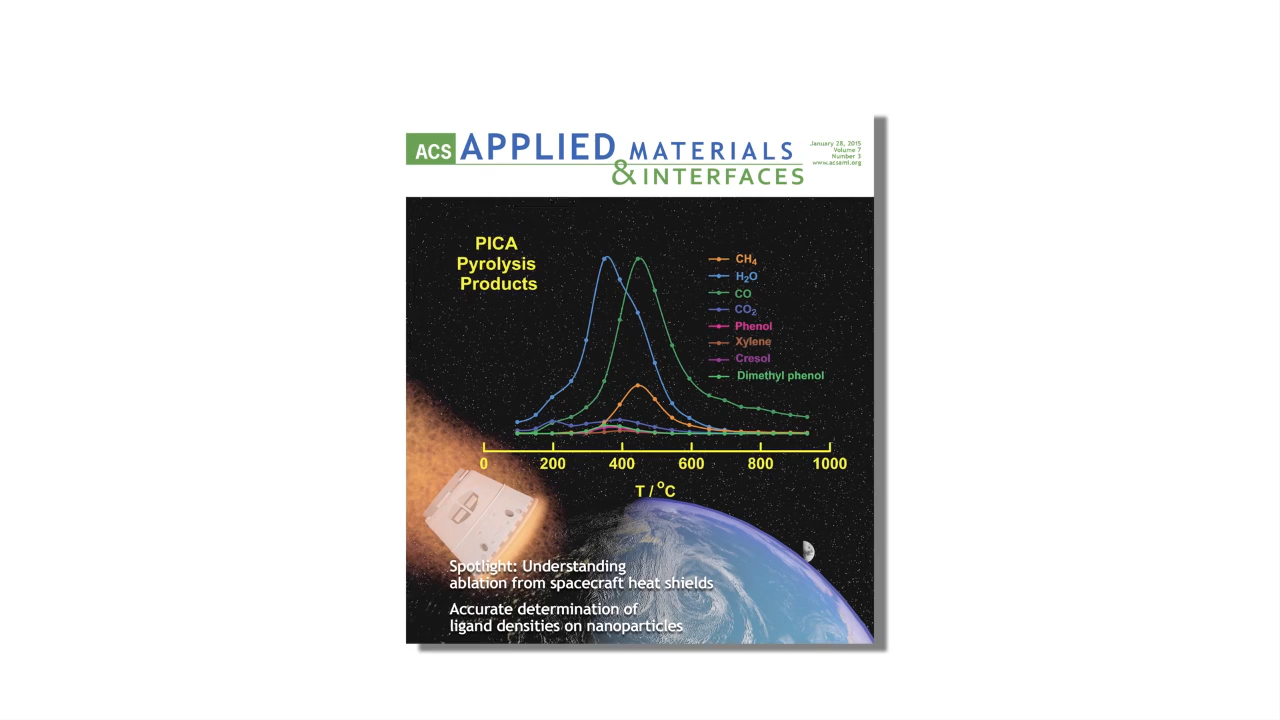 ACS APPLIED MATERIALS
& INTERFACES
January 28, 2015
Volume 7
Number 3
www.acsami.org
PICA
Pyrolysis
Products
CH₄
H₂O
CO
CO₂
Phenol
Xylene
Cresol
Dimethyl phenol
0 200 400 600 800 1000
T / °C
Spotlight: Understanding
ablation from spacecraft heat shields
Accurate determination of
ligand densities on nanoparticles